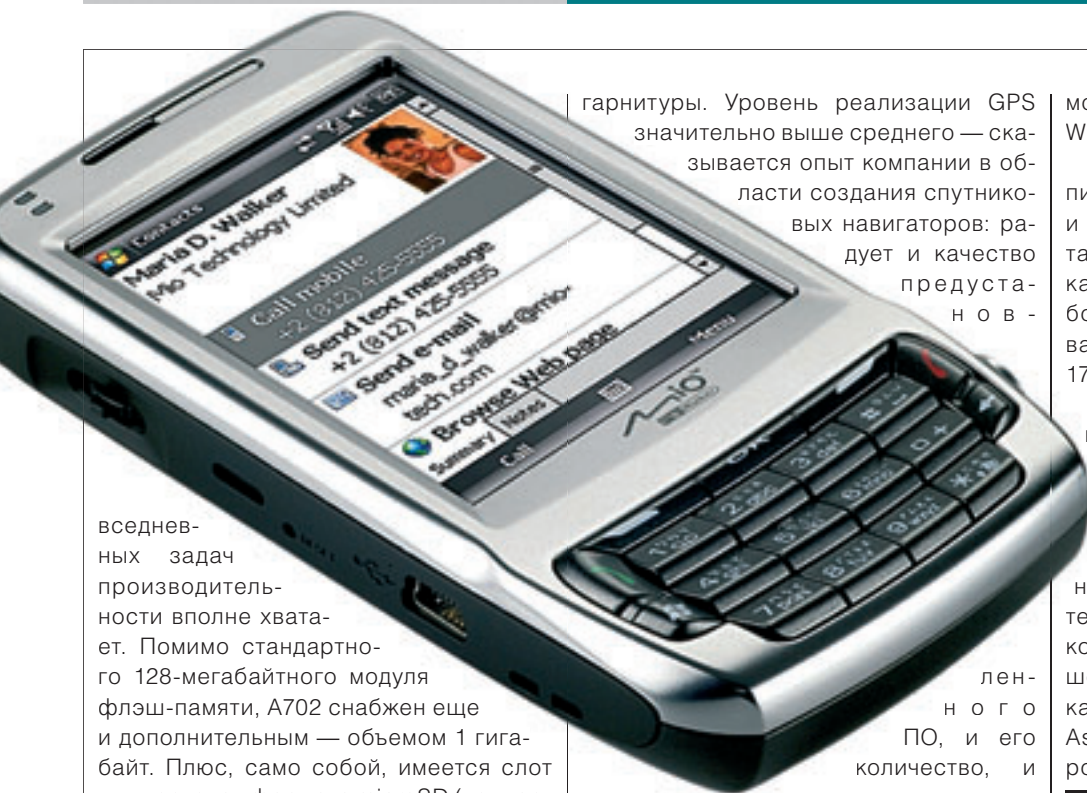 вседнев-
ных задач
производитель-
ности вполне хвата-
ет. Помимо стандартно-
го 128-мегабайтного модуля
флэш-памяти, А702 снабжен еще
и дополнительным — объемом 1 гига-
байт. Плюс, само собой, имеется слот
гарнитуры. Уровень реализации GPS
значительно выше среднего — ска-
зывается опыт компании в об-
ласти создания спутнико-
вых навигаторов: ра-
дует и качество
предуста-
нов-
лен-
ного
ПО, и его
количество, и
Contacts
Maria D. Walker
Mio Technology Limited
Call mobile
+2 (812) 425-5555
Send text message
+2 (812) 425-5555
Send e-mail
maria_d_walker@mio-
tech.com
Browse Web page
Summary Notes
Call
Menu
Mio
OK